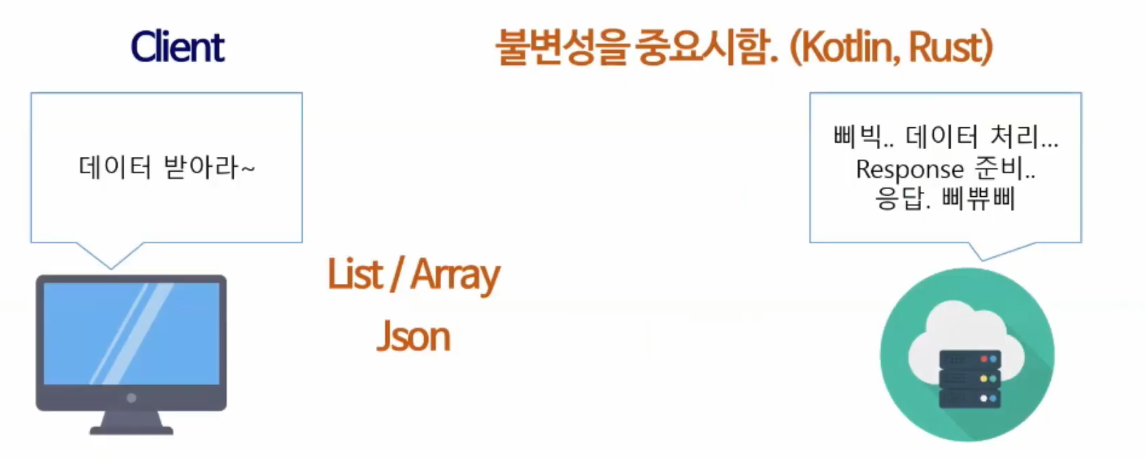 Client
불변성을 중요시함. (Kotlin, Rust)
데이터 받아라~
삐빅.. 데이터 처리...
Response 준비..
응답. 삐쀼삐
List / Array
Json